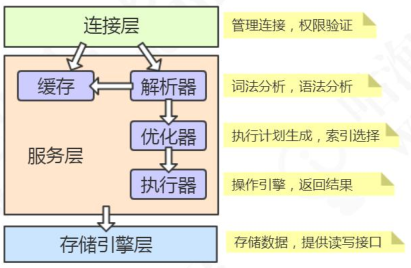 连接层
管理连接，权限验证
缓存
解析器
词法分析，语法分析
优化器
执行计划生成，索引选择
服务层
执行器
操作引擎，返回结果
存储引擎层
存储数据，提供读写接口